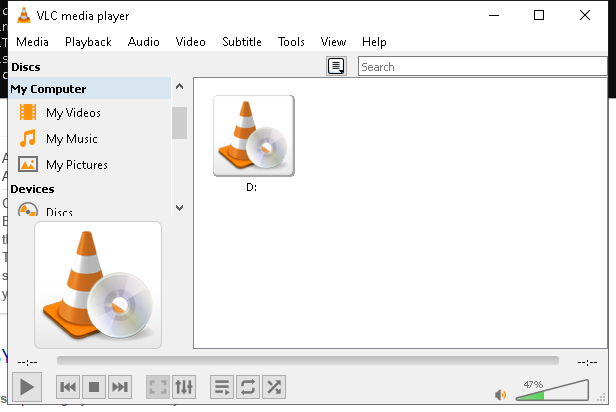 VLC media player
Media Playback Audio Video Subtitle Tools View Help
Discs
Search
My Computer
My Videos
My Music
My Pictures
Devices
Discs
D:
--:-- --:--
47%